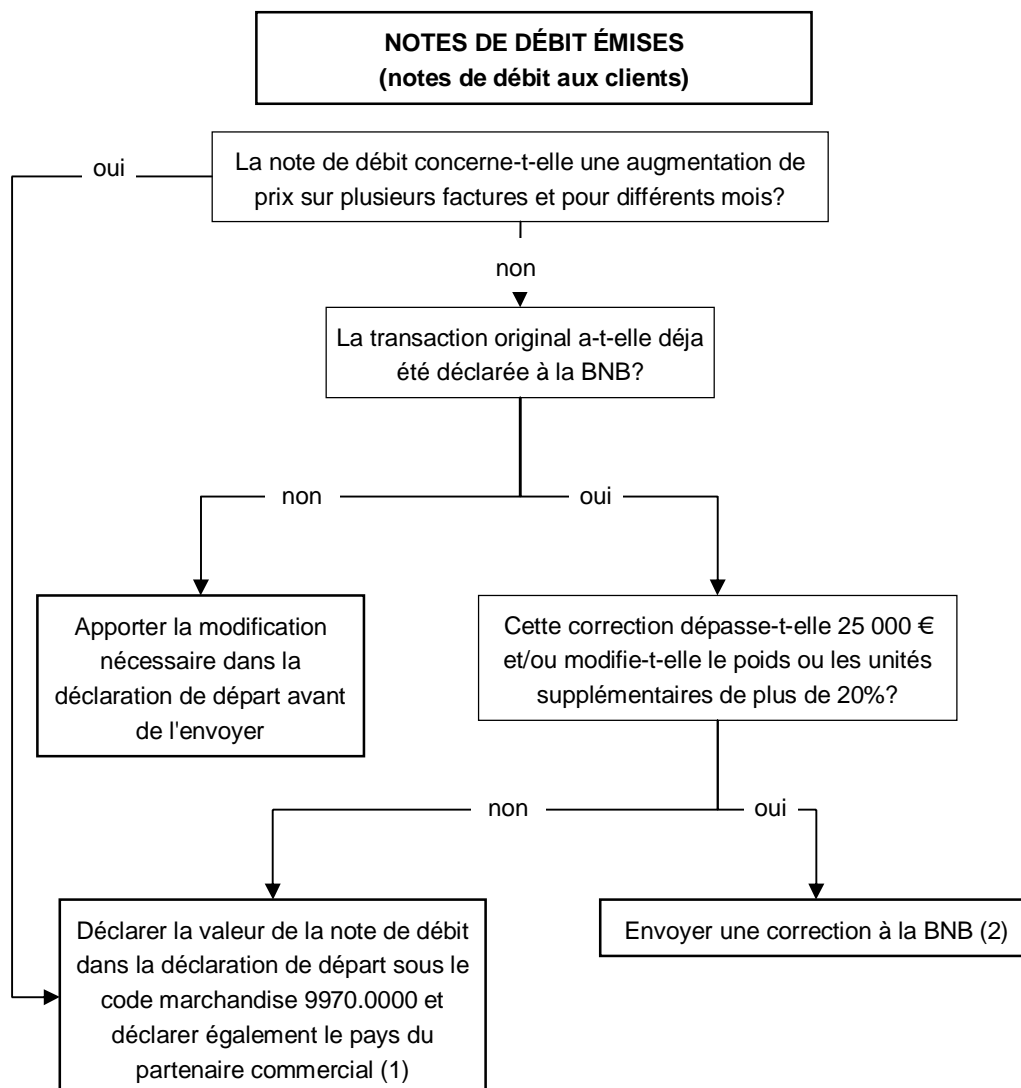 NOTES DE DÉBIT ÉMISES
(notes de débit aux clients)
oui
La note de débit concerne-t-elle une augmentation de
prix sur plusieurs factures et pour différents mois?
non
La transaction original a-t-elle déja
été déclarée à la BNB?
non
oui
Apporter la modification
nécessaire dans la
déclaration de départ avant
de l'envoyer
Cette correction dépasse-t-elle 25 000 €
et/ou modifie-t-elle le poids ou les unités
supplémentaires de plus de 20%?
non
oui
Déclarer la valeur de la note de débit
dans la déclaration de départ sous le
code marchandise 9970.0000 et
déclarer également le pays du
partenaire commercial (1)
Envoyer une correction à la BNB (2)